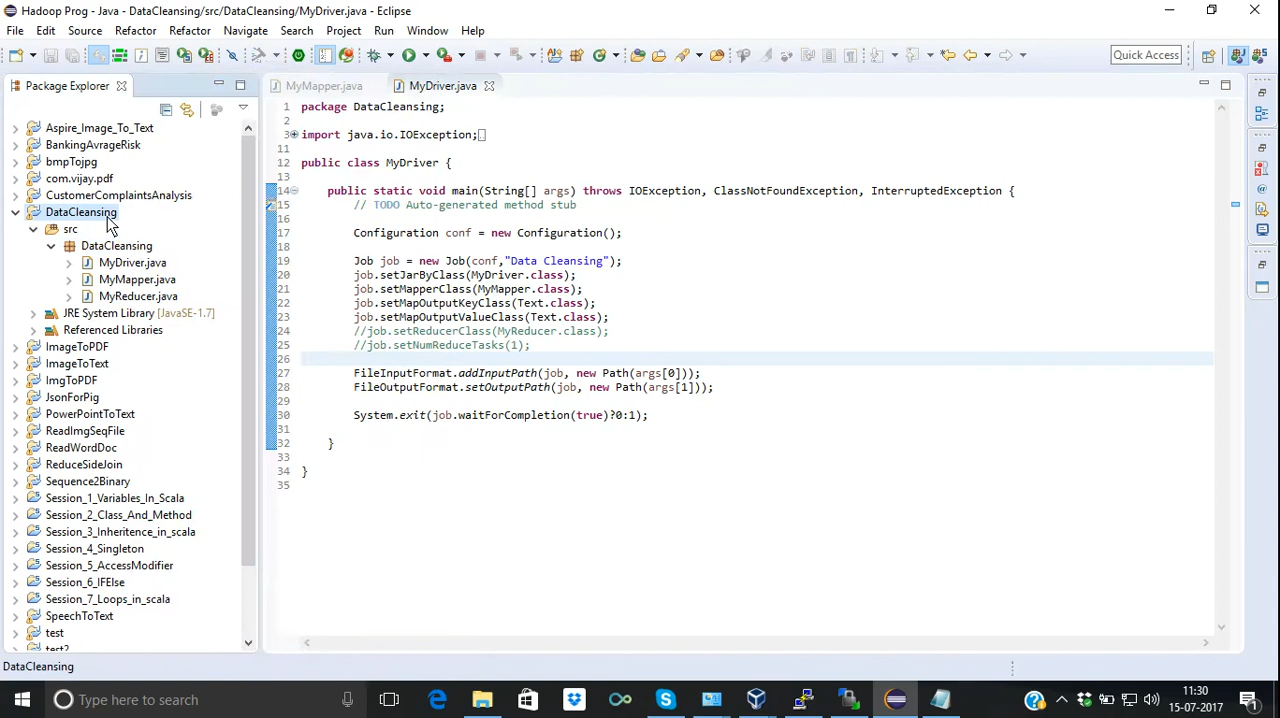 Hadoop Prog - Java - DataCleansing/src/DataCleansing/MyDriver.java - Eclipse
File Edit Source Refactor Refactor Navigate Search Project Run Window Help
Quick Access
Package Explorer
Aspire_Image_To_Text
BankingAvrageRisk
bmpTojpg
com.vijay.pdf
CustomerComplaintsAnalysis
DataCleansing
src
DataCleansing
MyDriver.java
MyMapper.java
MyReducer.java
JRE System Library [JavaSE-1.7]
Referenced Libraries
ImageToPDF
ImageToText
ImgToPDF
JsonForPig
PowerPointToText
ReadImgSeqFile
ReadWordDoc
ReduceSideJoin
Sequence2Binary
Session_1_Variables_In_Scala
Session_2_Class_And_Method
Session_3_Inheritence_in_scala
Session_4_Singleton
Session_5_AccessModifier
Session_6_IFElse
Session_7_Loops_in_scala
SpeechToText
test
test2
MyMapper.java MyDriver.java
1 package DataCleansing;
2
3 import java.io.IOException;
11
12 public class MyDriver {
13
14 public static void main(String[] args) throws IOException, ClassNotFoundException, InterruptedException {
15 // TODO Auto-generated method stub
16
17 Configuration conf = new Configuration();
18
19 Job job = new Job(conf,"Data Cleansing");
20 job.setJarByClass(MyDriver.class);
21 job.setMapperClass(MyMapper.class);
22 job.setMapOutputKeyClass(Text.class);
23 job.setMapOutputValueClass(Text.class);
24 //job.setReducerClass(MyReducer.class);
25 //job.setNumReduceTasks(1);
26
27 FileInputFormat.addInputPath(job, new Path(args[0]));
28 FileOutputFormat.setOutputPath(job, new Path(args[1]));
29
30 System.exit(job.waitForCompletion(true)?0:1);
31
32 }
33
34 }
35
DataCleansing
Type here to search
11:30
15-07-2017